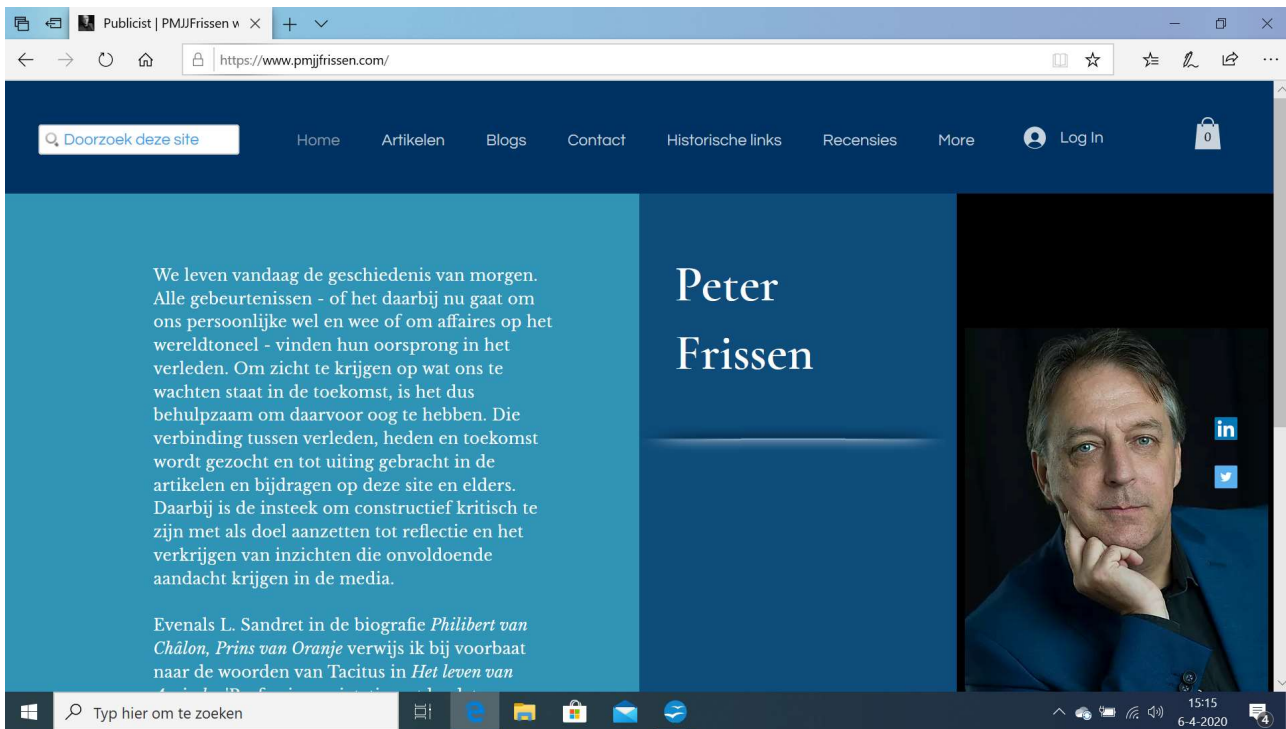 Publicist | PMJJFrissen w
https://www.pmjjfrissen.com/
Doorzoek deze site
Home
Artikelen
Blogs
Contact
Historische links
Recensies
More
Log In
0
We leven vandaag de geschiedenis van morgen.
Alle gebeurtenissen - of het daarbij nu gaat om
ons persoonlijke wel en wee of om affaires op het
wereldtoneel - vinden hun oorsprong in het
verleden. Om zicht te krijgen op wat ons te
wachten staat in de toekomst, is het dus
behulpzaam om daarvoor oog te hebben. Die
verbinding tussen verleden, heden en toekomst
wordt gezocht en tot uiting gebracht in de
artikelen en bijdragen op deze site en elders.
Daarbij is de insteek om constructief kritisch te
zijn met als doel aanzetten tot reflectie en het
verkrijgen van inzichten die onvoldoende
aandacht krijgen in de media.
Evenals L. Sandret in de biografie Philibert van
Châlon, Prins van Oranje verwijs ik bij voorbaat
naar de woorden van Tacitus in Het leven van
Peter
Frissen
in
Typ hier om te zoeken
15:15
6-4-2020
4